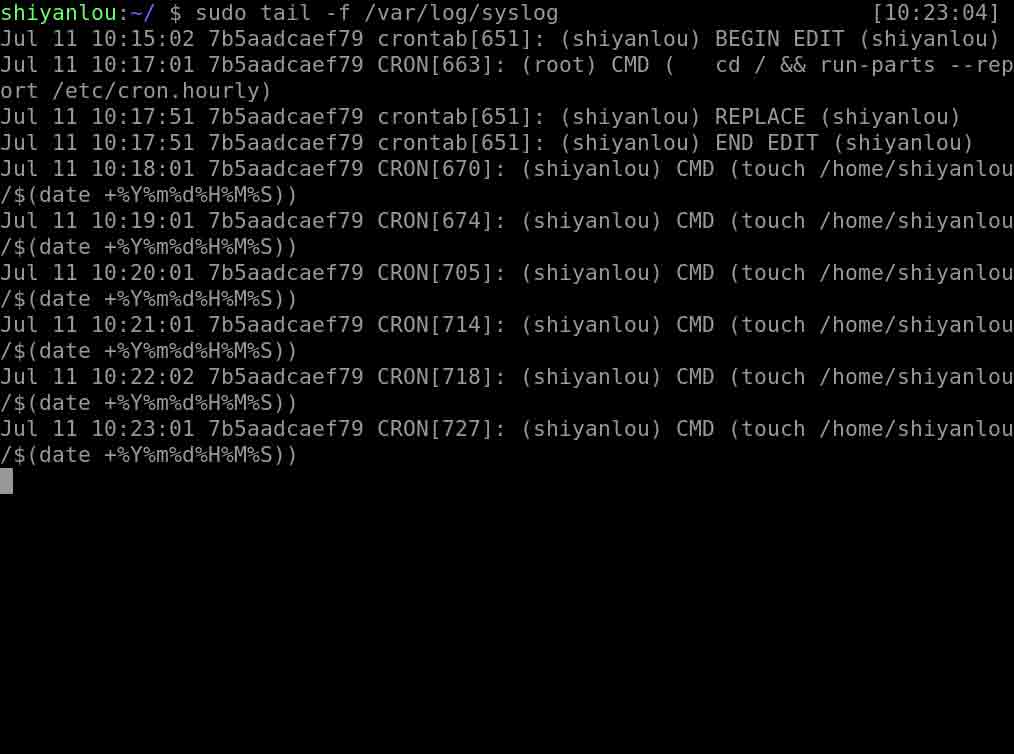 shiyanlou:~/ $ sudo tail -f /var/log/syslog [10:23:04]
Jul 11 10:15:02 7b5aadcaef79 crontab[651]: (shiyanlou) BEGIN EDIT (shiyanlou)
Jul 11 10:17:01 7b5aadcaef79 CRON[663]: (root) CMD (   cd / && run-parts --rep
ort /etc/cron.hourly)
Jul 11 10:17:51 7b5aadcaef79 crontab[651]: (shiyanlou) REPLACE (shiyanlou)
Jul 11 10:17:51 7b5aadcaef79 crontab[651]: (shiyanlou) END EDIT (shiyanlou)
Jul 11 10:18:01 7b5aadcaef79 CRON[670]: (shiyanlou) CMD (touch /home/shiyanlou
/$(date +%Y%m%d%H%M%S))
Jul 11 10:19:01 7b5aadcaef79 CRON[674]: (shiyanlou) CMD (touch /home/shiyanlou
/$(date +%Y%m%d%H%M%S))
Jul 11 10:20:01 7b5aadcaef79 CRON[705]: (shiyanlou) CMD (touch /home/shiyanlou
/$(date +%Y%m%d%H%M%S))
Jul 11 10:21:01 7b5aadcaef79 CRON[714]: (shiyanlou) CMD (touch /home/shiyanlou
/$(date +%Y%m%d%H%M%S))
Jul 11 10:22:02 7b5aadcaef79 CRON[718]: (shiyanlou) CMD (touch /home/shiyanlou
/$(date +%Y%m%d%H%M%S))
Jul 11 10:23:01 7b5aadcaef79 CRON[727]: (shiyanlou) CMD (touch /home/shiyanlou
/$(date +%Y%m%d%H%M%S))